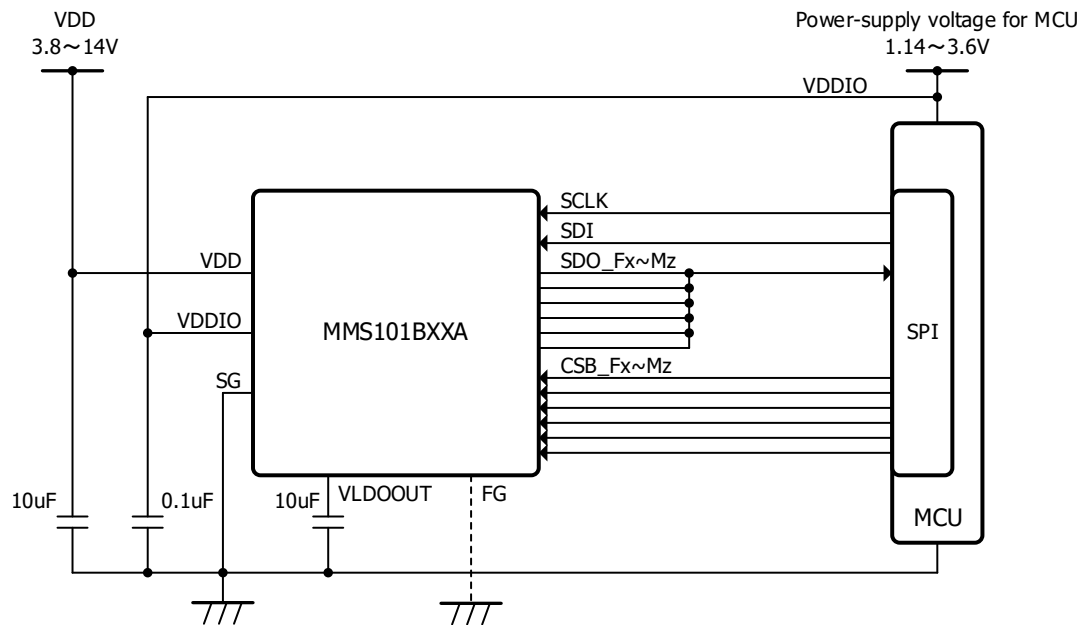 VDD
3.8～14V
Power-supply voltage for MCU
1.14～3.6V
VDDIO
SCLK
SDI
VDD
SDO_Fx~Mz
VDDIO
MMS101BXXA
SPI
SG
CSB_Fx~Mz
10uF
0.1uF
10uF
VLDOOUT
FG
MCU